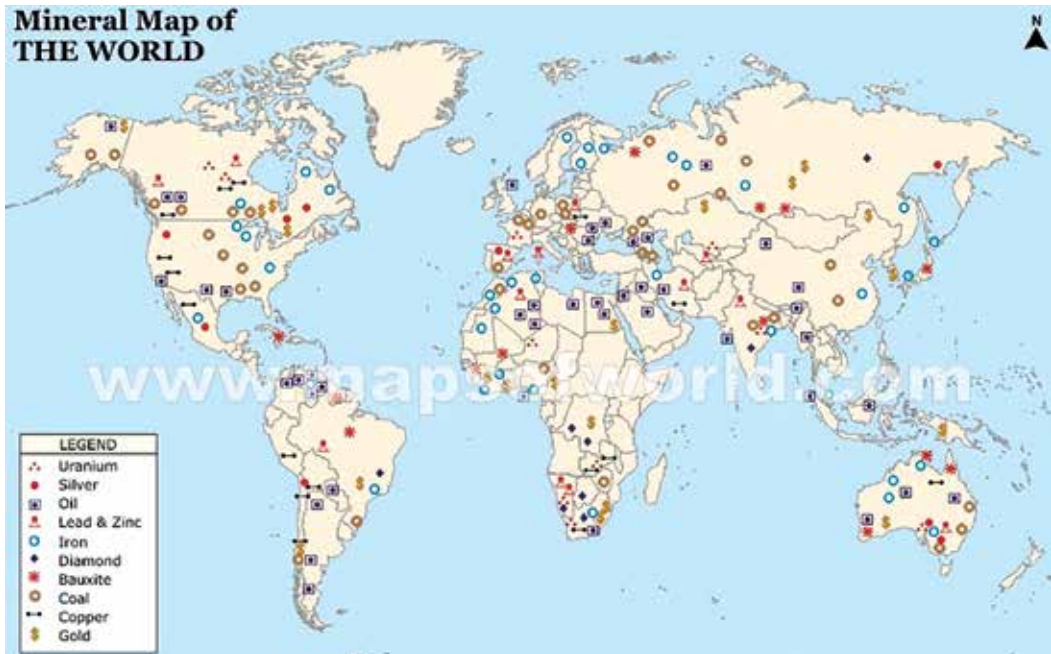 Mineral Map of
THE WORLD
N
www.mapsofworld.com
LEGEND
Uranium
Silver
Oil
Lead & Zinc
Iron
Diamond
Bauxite
Coal
Copper
Gold